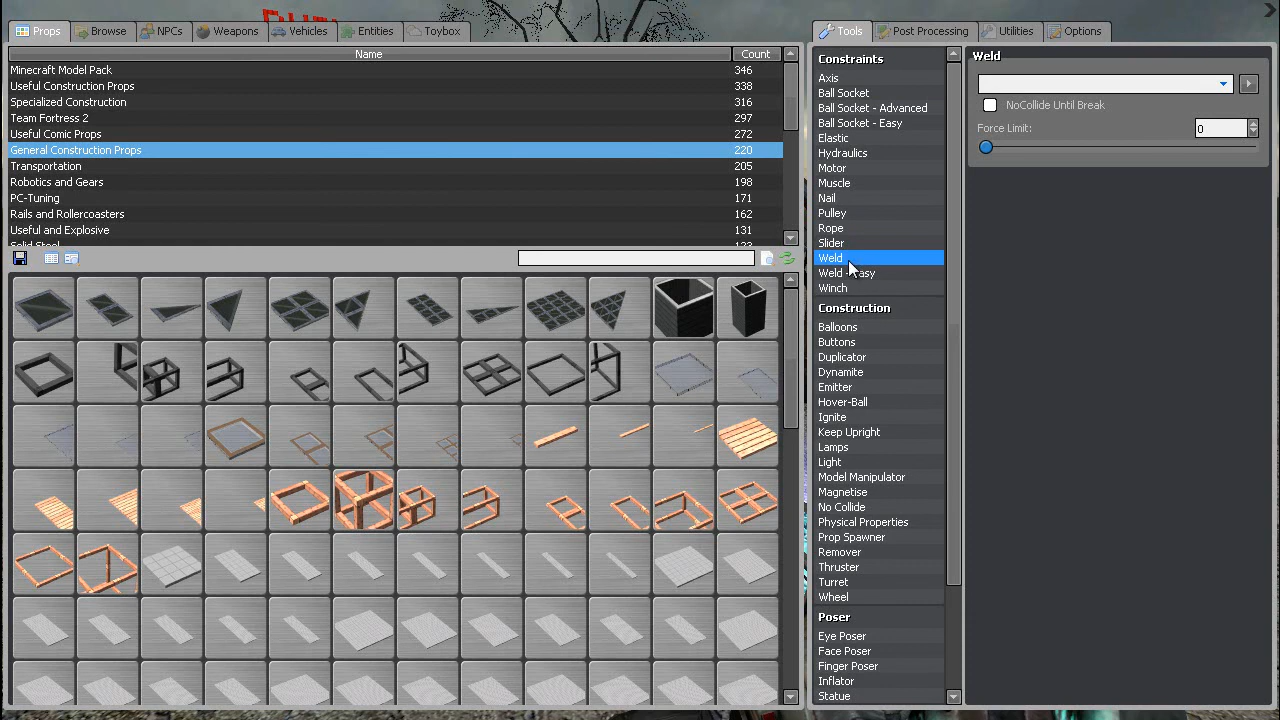 Props Browse NPCs Weapons Vehicles Entities Toybox
Name Count
Minecraft Model Pack 346
Useful Construction Props 338
Specialized Construction 316
Team Fortress 2 297
Useful Comic Props 272
General Construction Props 220
Transportation 205
Robotics and Gears 198
PC-Tuning 171
Rails and Rollercoasters 162
Useful and Explosive 131
Solid Steel 123
Tools Post Processing Utilities Options
Constraints
Axis
Ball Socket
Ball Socket - Advanced
Ball Socket - Easy
Elastic
Hydraulics
Motor
Muscle
Nail
Pulley
Rope
Slider
Weld
Weld - Easy
Winch
Construction
Balloons
Buttons
Duplicator
Dynamite
Emitter
Hover-Ball
Ignite
Keep Upright
Lamps
Light
Model Manipulator
Magnetise
No Collide
Physical Properties
Prop Spawner
Remover
Thruster
Turret
Wheel
Poser
Eye Poser
Face Poser
Finger Poser
Inflator
Statue
Weld
NoCollide Until Break
Force Limit: 0